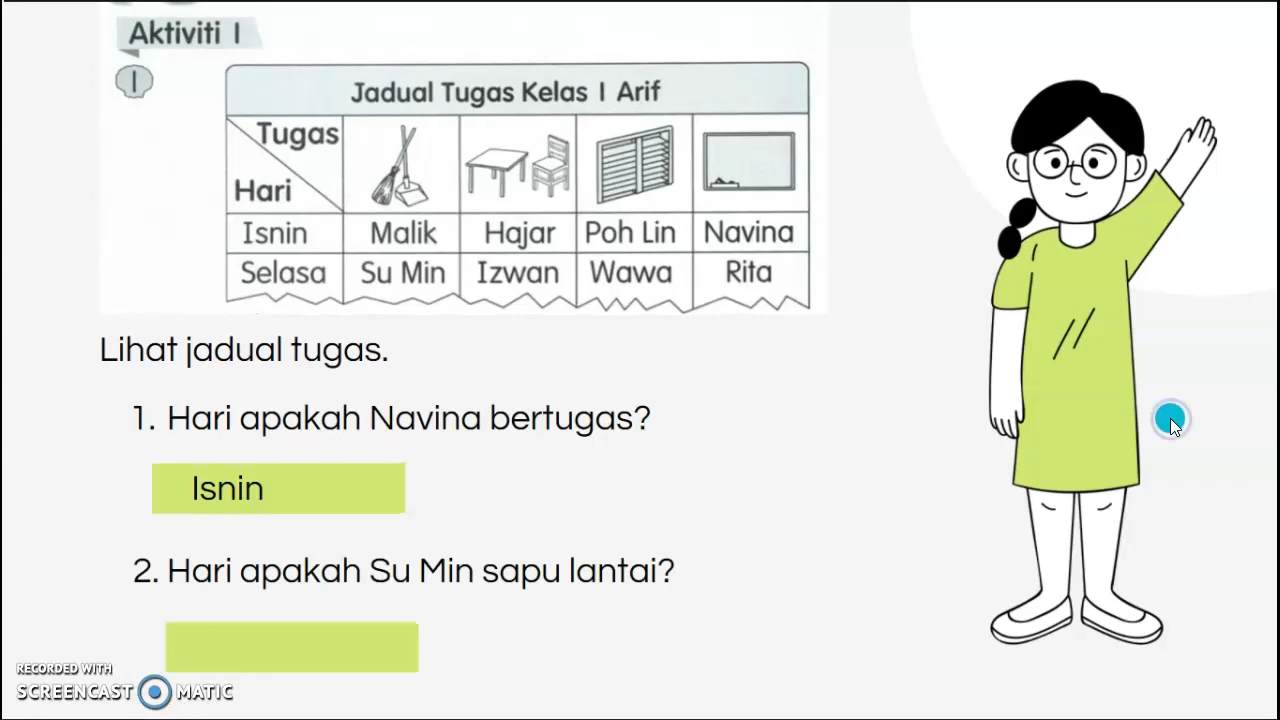 Aktiviti 1
1
Jadual Tugas Kelas 1 Arif
Tugas
Hari
Isnin Malik Hajar Poh Lin Navina
Selasa Su Min Izwan Wawa Rita
Lihat jadual tugas.
1. Hari apakah Navina bertugas?
Isnin
2. Hari apakah Su Min sapu lantai?
RECORDED WITH
SCREENCAST MATIC